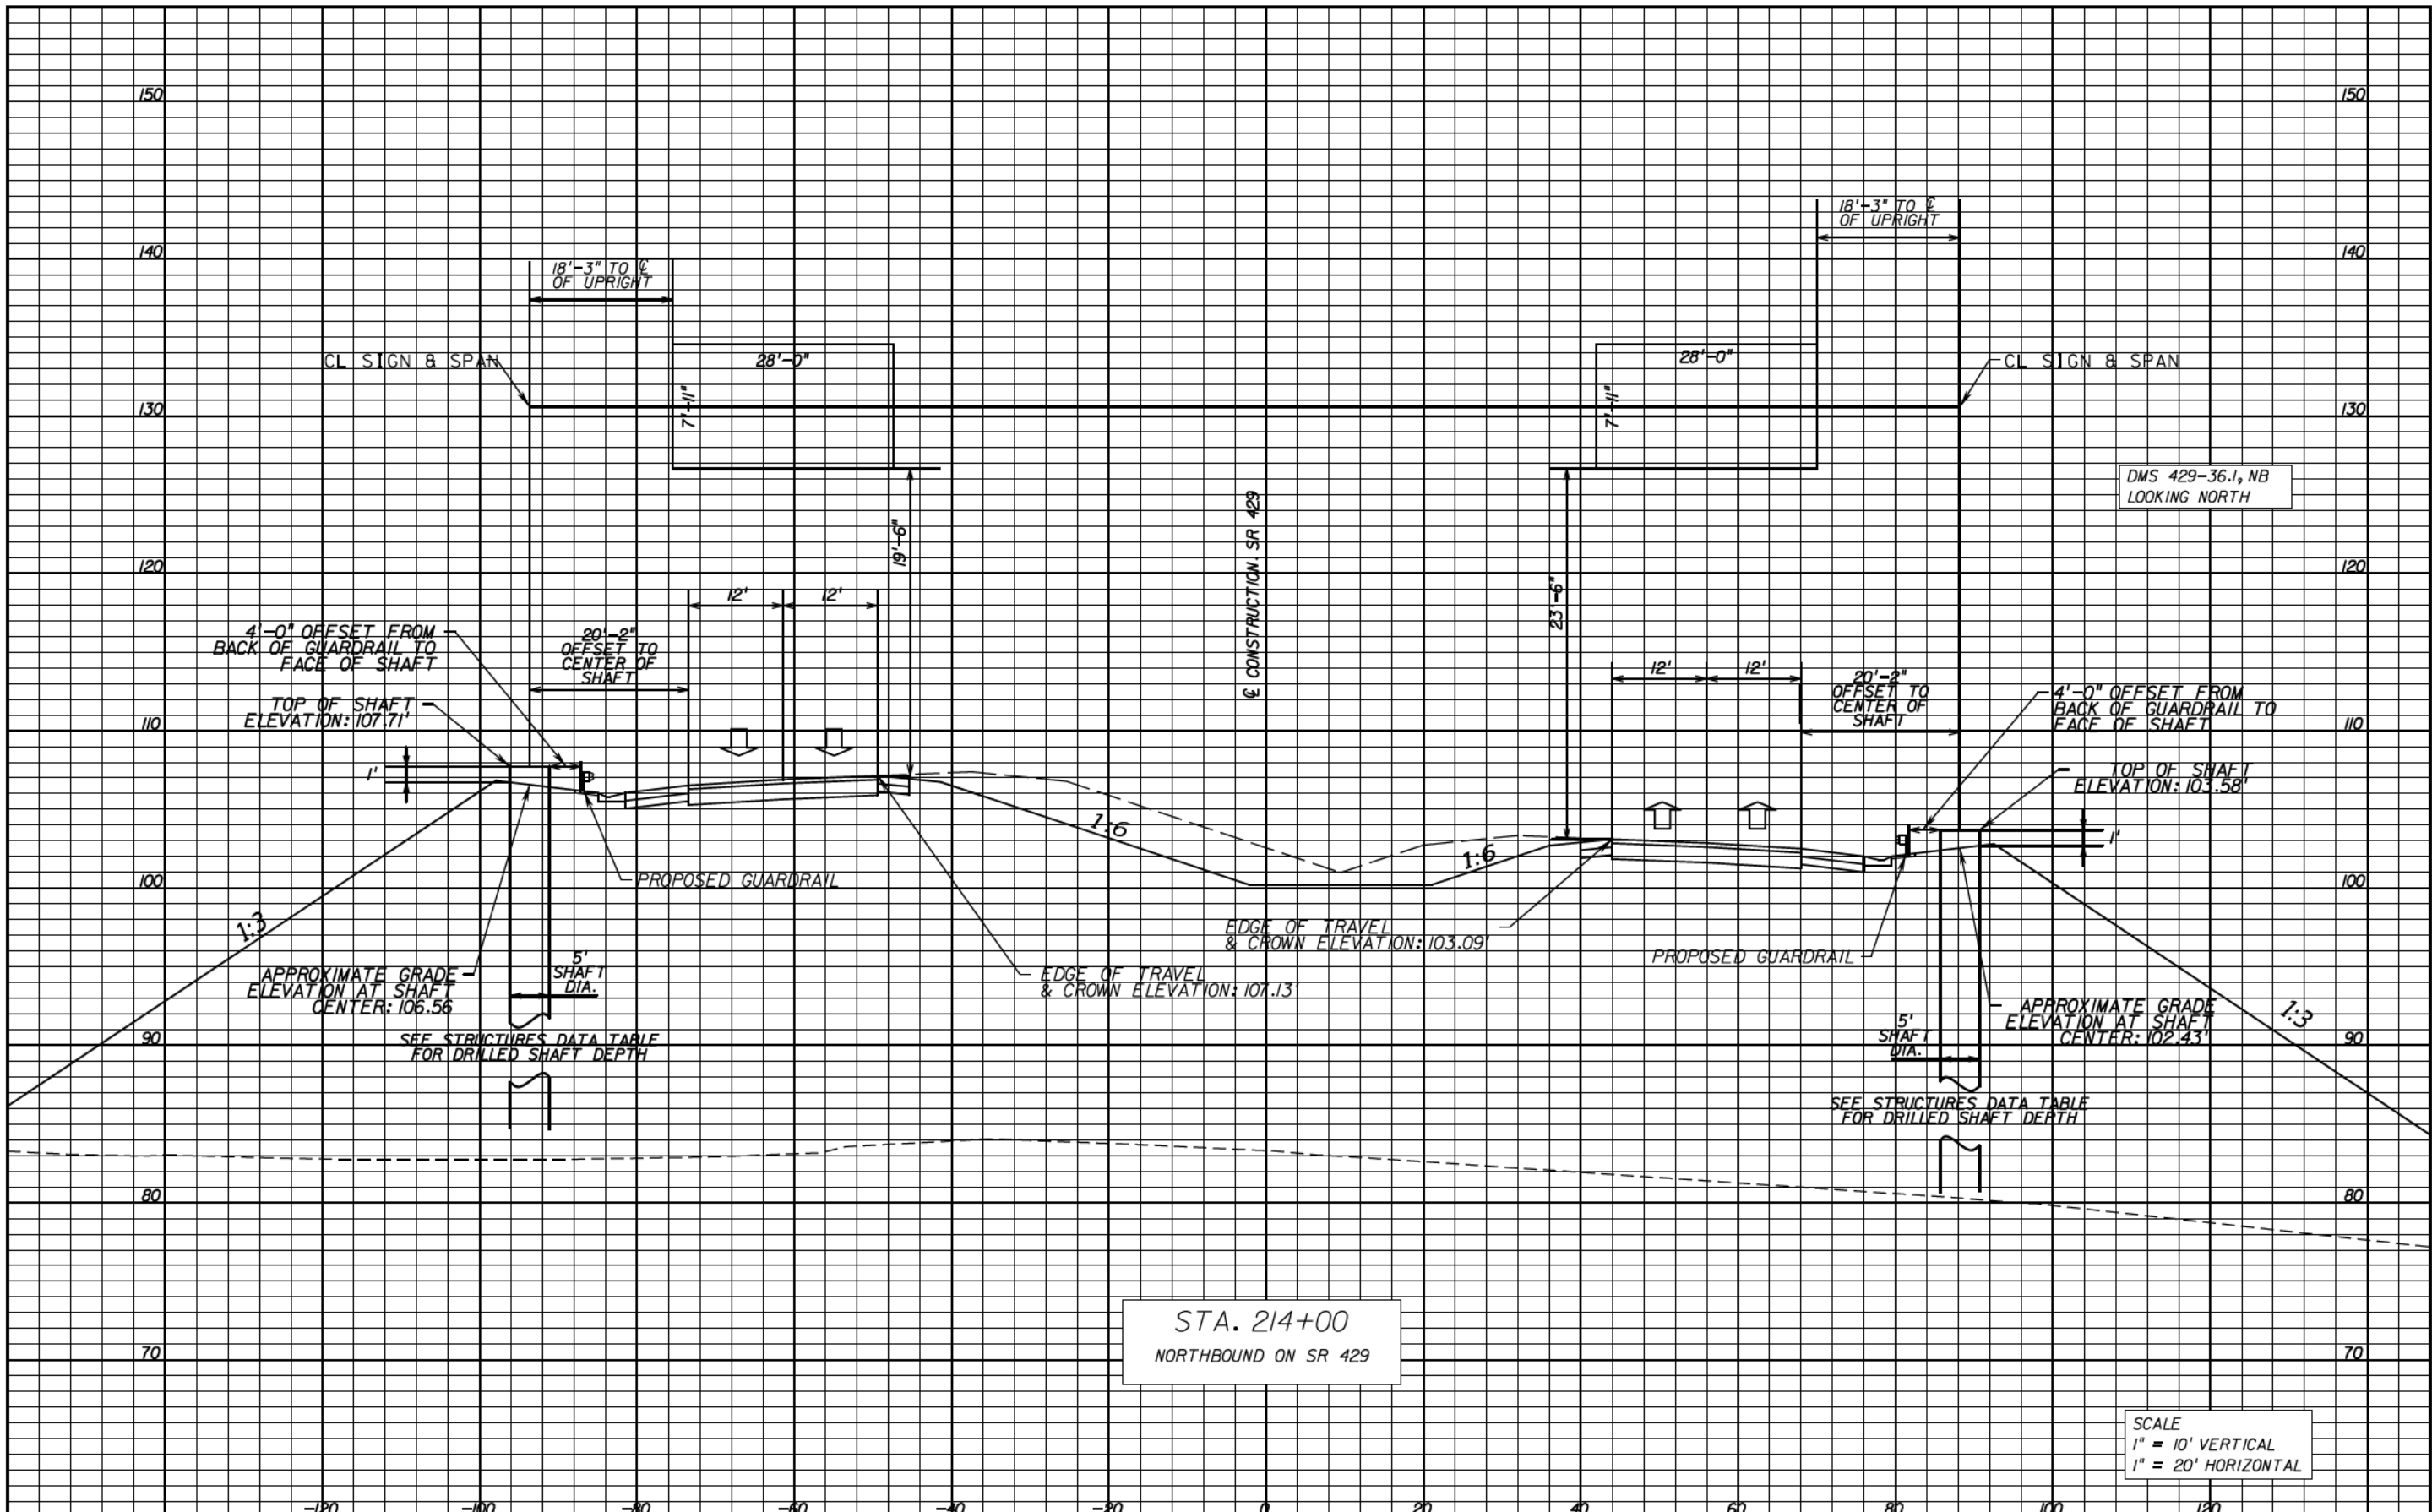 150
150
18'-3" TO ℄
OF UPRIGHT
140
140
18'-3" TO ℄
OF UPRIGHT
28'-0"
28'-0"
CL SIGN & SPAN
CL SIGN & SPAN
7'-11"
7'-11"
130
130
DMS 429-36.1, NB
LOOKING NORTH
℄ CONSTRUCTION. SR 429
19'-6"
23'-6"
120
120
12'
12'
4'-0" OFFSET FROM
BACK OF GUARDRAIL TO
FACE OF SHAFT
20'-2"
OFFSET TO
CENTER OF
SHAFT
12'
12'
20'-2"
OFFSET TO
CENTER OF
SHAFT
4'-0" OFFSET FROM
BACK OF GUARDRAIL TO
FACE OF SHAFT
TOP OF SHAFT
ELEVATION: 107.71'
110
110
1'
TOP OF SHAFT
ELEVATION: 103.58'
1'
1:6
1:6
100
PROPOSED GUARDRAIL
100
1:3
EDGE OF TRAVEL
& CROWN ELEVATION: 103.09'
PROPOSED GUARDRAIL
APPROXIMATE GRADE
ELEVATION AT SHAFT
CENTER: 106.56
5'
SHAFT
DIA.
EDGE OF TRAVEL
& CROWN ELEVATION: 107.13
APPROXIMATE GRADE
ELEVATION AT SHAFT
CENTER: 102.43'
1:3
5'
SHAFT
DIA.
90
SEE STRUCTURES DATA TABLE
FOR DRILLED SHAFT DEPTH
90
SEE STRUCTURES DATA TABLE
FOR DRILLED SHAFT DEPTH
80
80
STA. 214+00
NORTHBOUND ON SR 429
70
70
SCALE
1" = 10' VERTICAL
1" = 20' HORIZONTAL
-120 -100 -80 -60 -40 -20 0 20 40 60 80 100 120